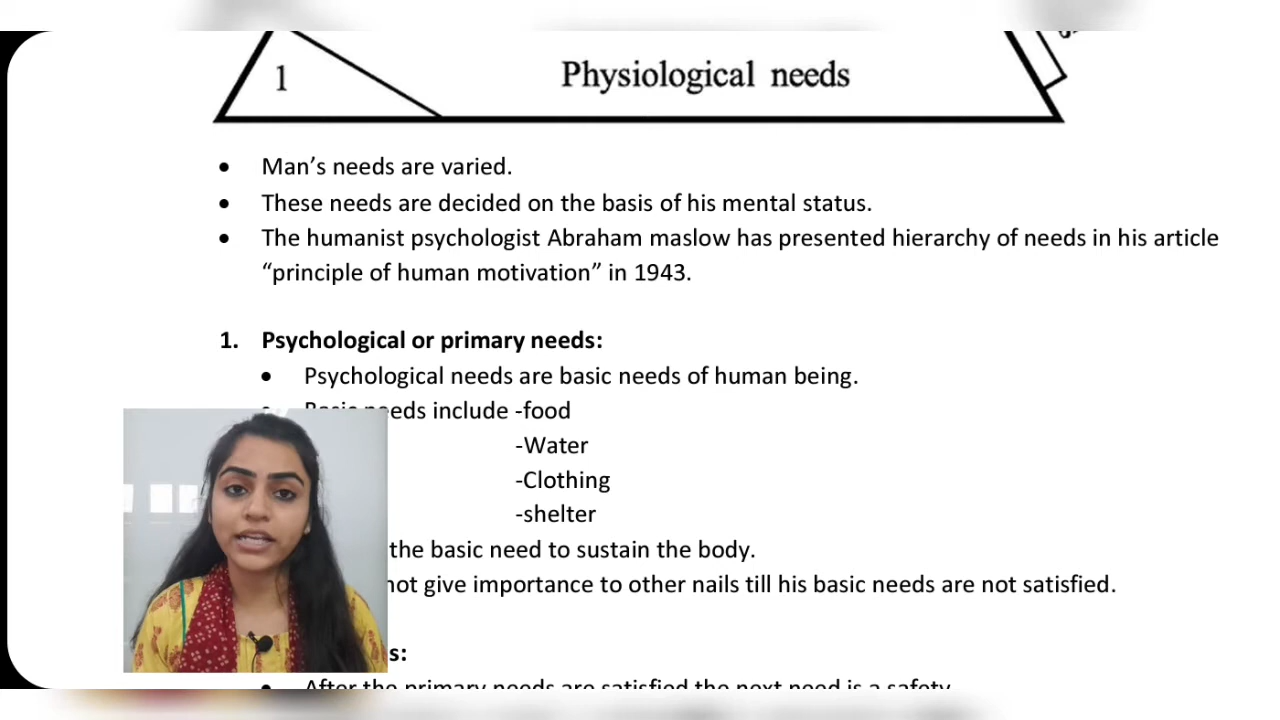 1
Physiological needs
• Man’s needs are varied.
• These needs are decided on the basis of his mental status.
• The humanist psychologist Abraham maslow has presented hierarchy of needs in his article
“principle of human motivation” in 1943.
1. Psychological or primary needs:
• Psychological needs are basic needs of human being.
• Basic needs include -food
-Water
-Clothing
-shelter
the basic need to sustain the body.
not give importance to other nails till his basic needs are not satisfied.
s:
• After the primary needs are satisfied the next need is a safety